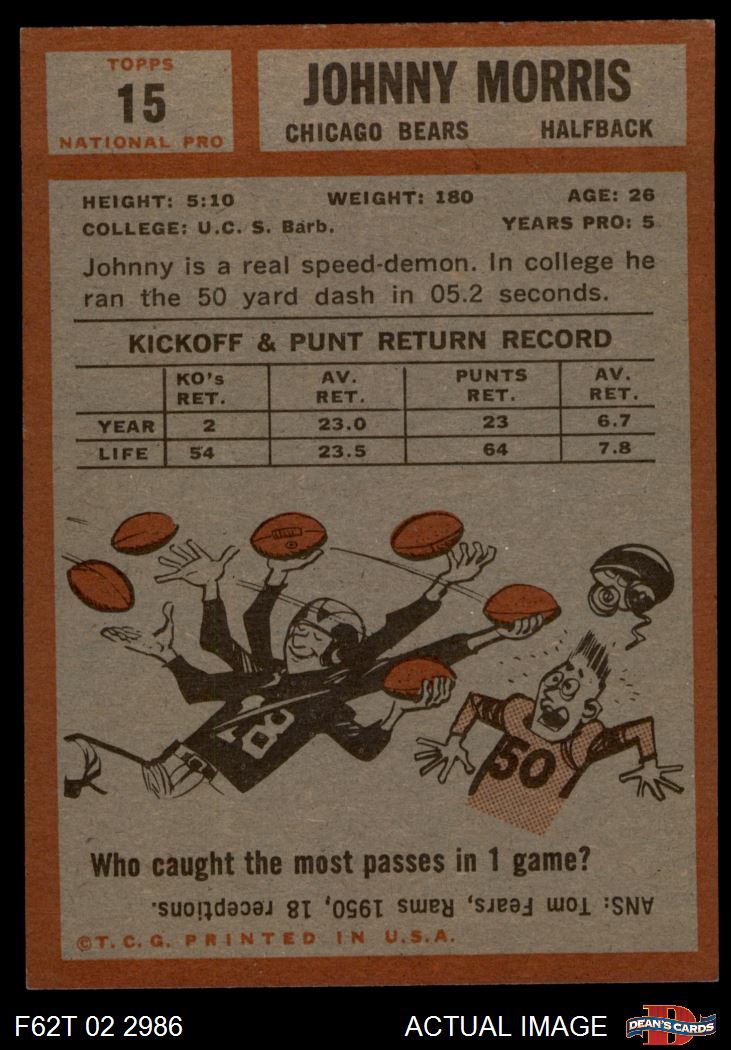 TOPPS
15
NATIONAL PRO
JOHNNY MORRIS
CHICAGO BEARS HALFBACK
HEIGHT: 5:10 WEIGHT: 180 AGE: 26
COLLEGE: U.C. S. Barb. YEARS PRO: 5
Johnny is a real speed-demon. In college he
ran the 50 yard dash in 05.2 seconds.
KICKOFF & PUNT RETURN RECORD
KO's RET. AV. RET. PUNTS RET. AV. RET.
YEAR 2 23.0 23 6.7
LIFE 54 23.5 64 7.8
8
50
Who caught the most passes in 1 game?
ANS: Tom Fears, Rams 1950, 18 receptions.
©T.C.G. PRINTED IN U.S.A.
F62T 02 2986 ACTUAL IMAGE
D
DEAN'S CARDS